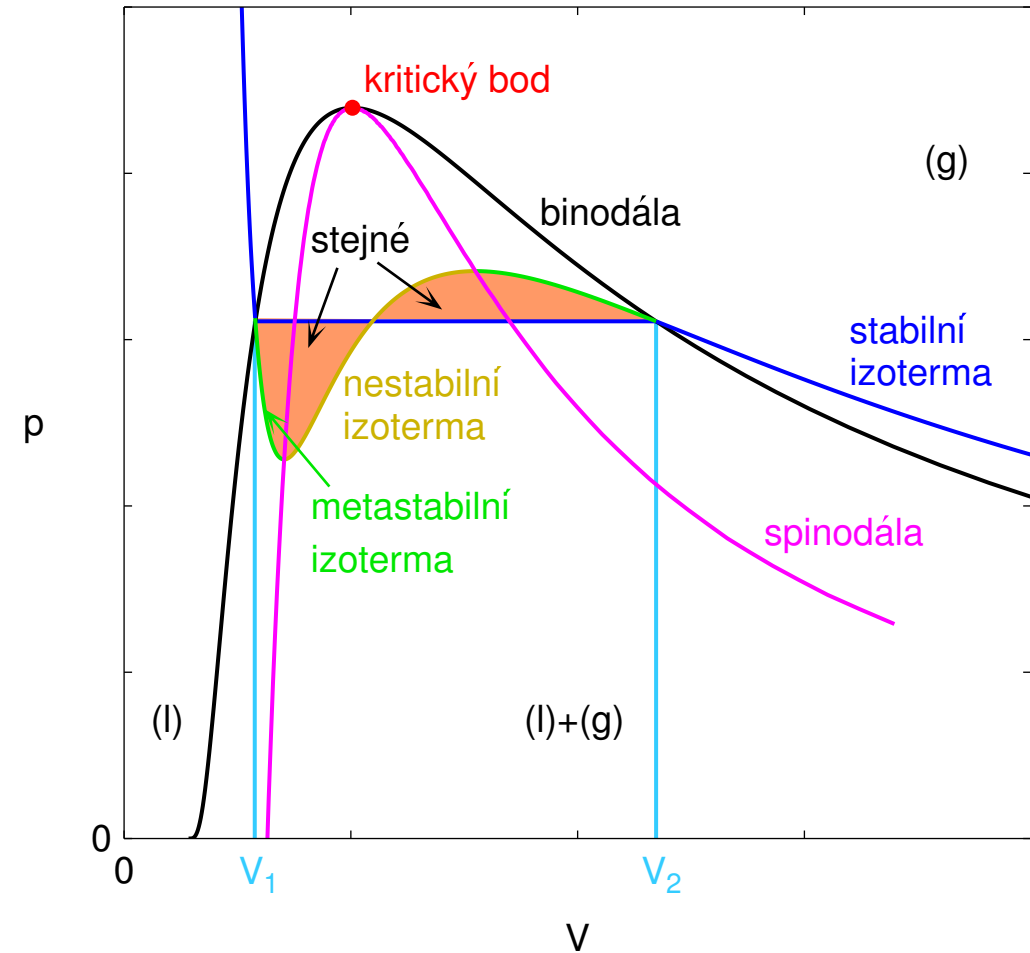 kritický bod
(g)
binodála
stejné
stabilní
izoterma
nestabilní
izoterma
p
metastabilní
izoterma
spinodála
(l)
(l)+(g)
0
0
V1
V2
V